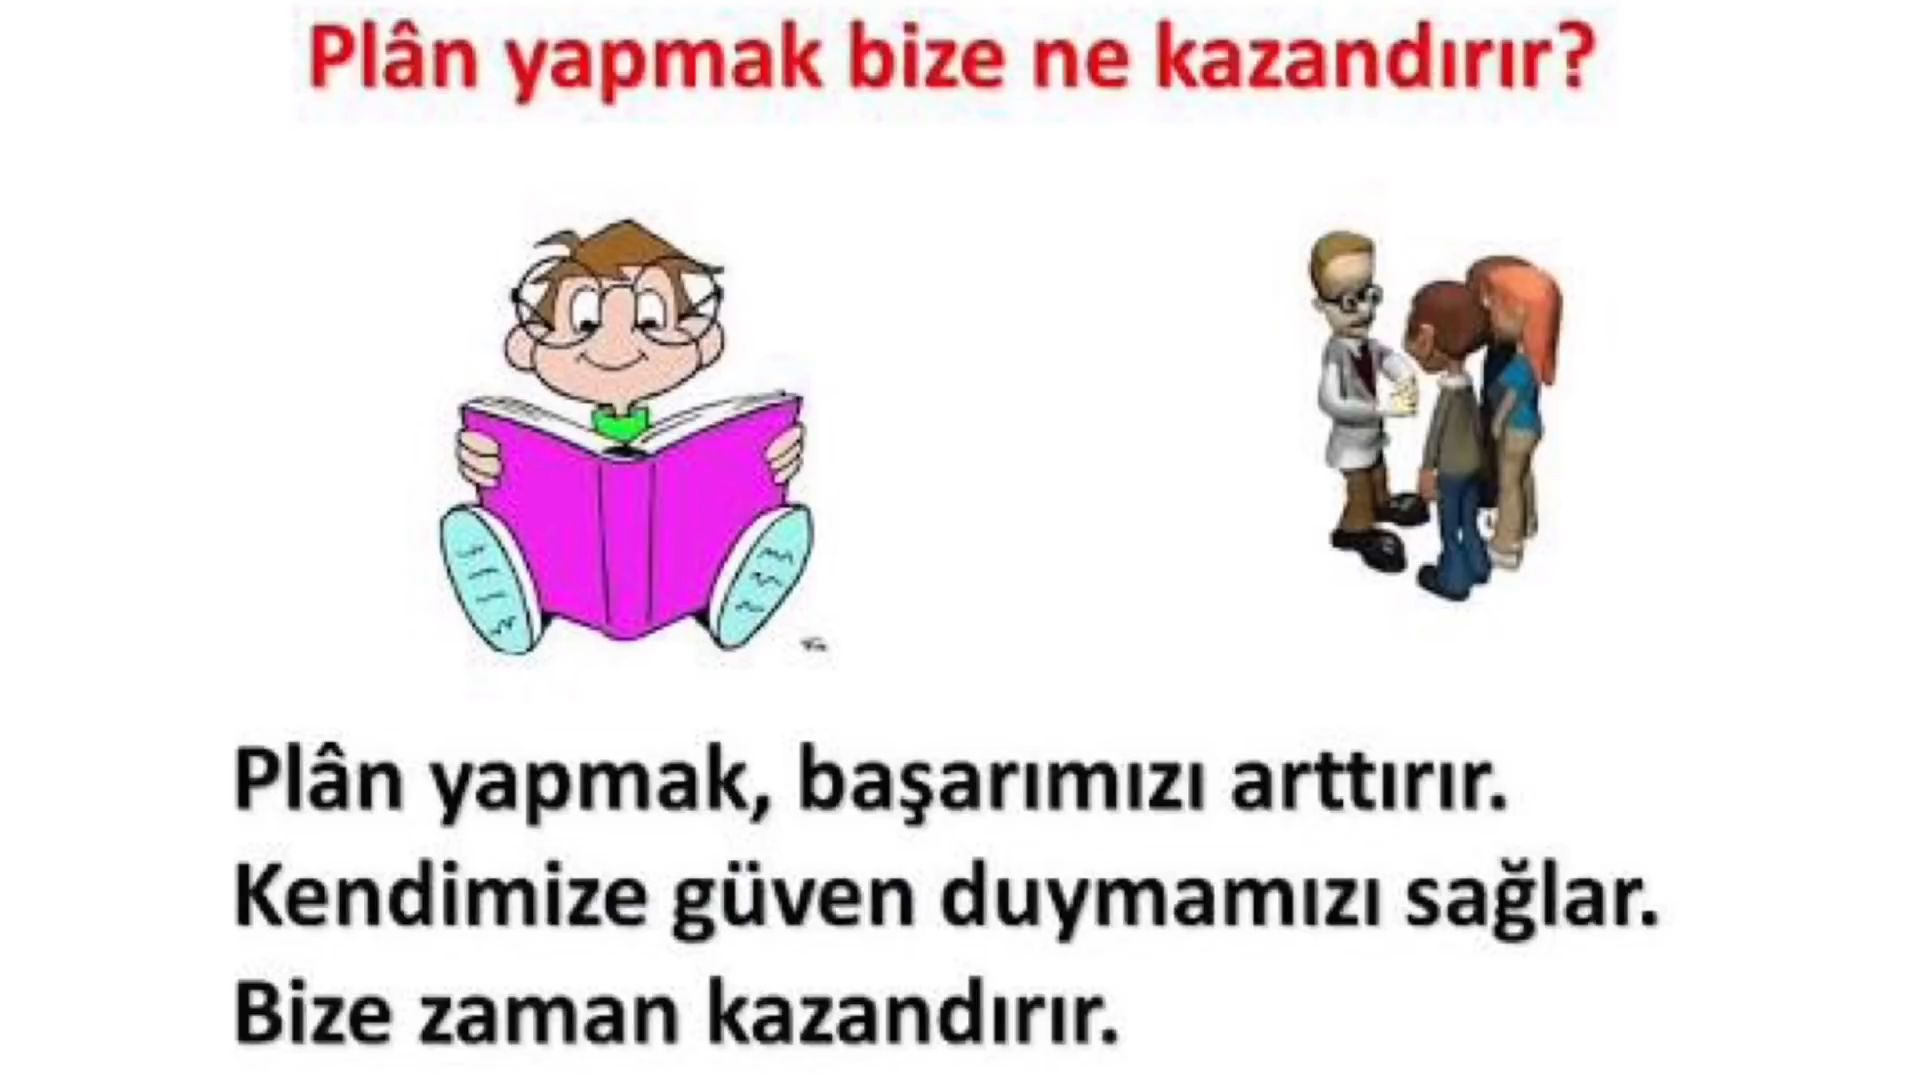 Plân yapmak bize ne kazandırır?
Plân yapmak, başarımızı arttırır.
Kendimize güven duymamızı sağlar.
Bize zaman kazandırır.